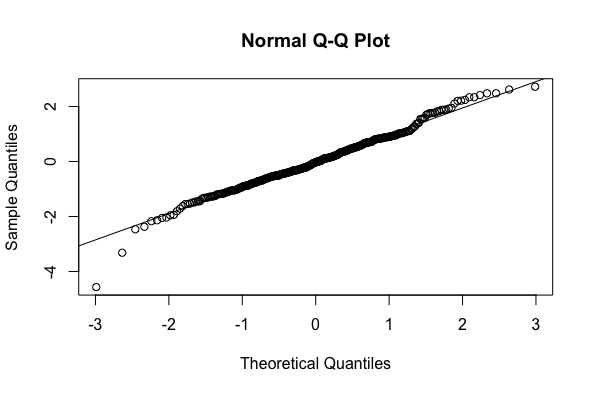 Normal Q-Q Plot
Sample Quantiles
2
0
-2
-4
-3 -2 -1 0 1 2 3
Theoretical Quantiles